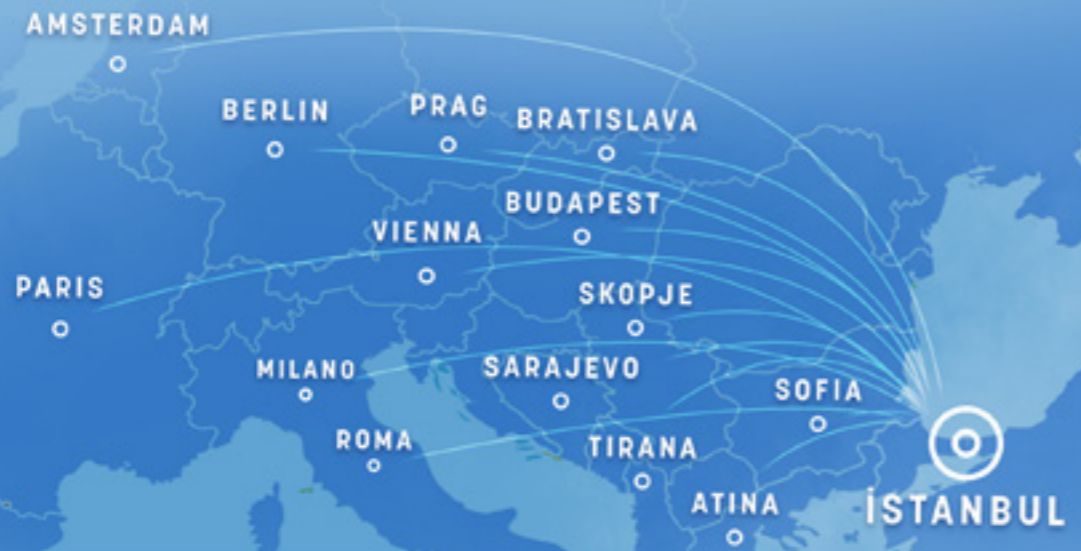 AMSTERDAM
BERLIN
PRAG
BRATISLAVA
BUDAPEST
VIENNA
PARIS
SKOPJE
MILANO
SARAJEVO
SOFIA
ROMA
TIRANA
ATINA
İSTANBUL